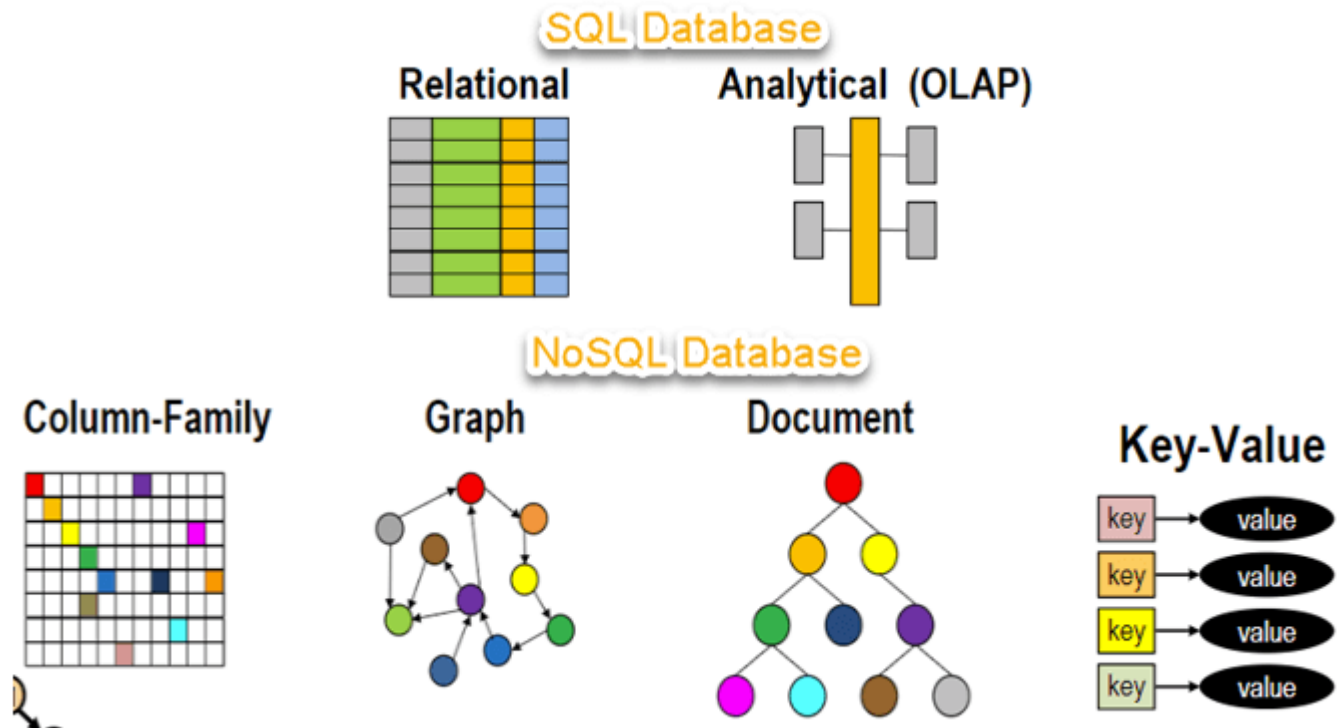 SQL Database
Relational
Analytical (OLAP)
NoSQL Database
Column-Family
Graph
Document
Key-Value
key value
key value
key value
key value